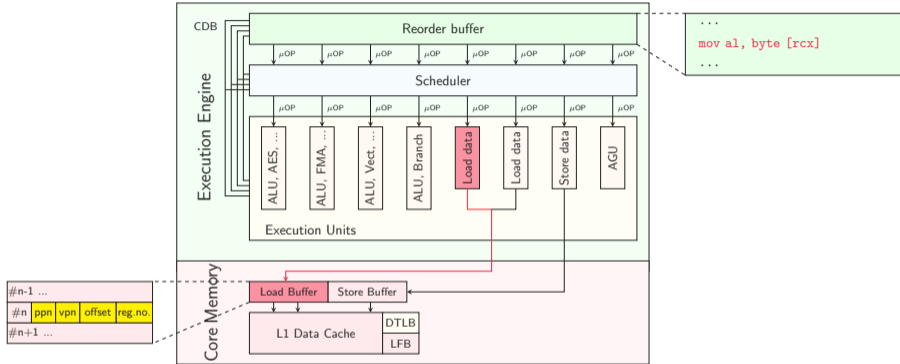 CDB
Reorder buffer
...
mov al, byte [rcx]
...
μOP μOP μOP μOP μOP μOP μOP μOP
Scheduler
μOP μOP μOP μOP μOP μOP μOP μOP
Execution Engine
ALU, AES, ...
ALU, FMA, ...
ALU, Vect, ...
ALU, Branch
Load data
Load data
Store data
AGU
Execution Units
Core Memory
Load Buffer
Store Buffer
#n-1 ...
#n ppn vpn offset reg.no.
#n+1 ...
L1 Data Cache
DTLB
LFB